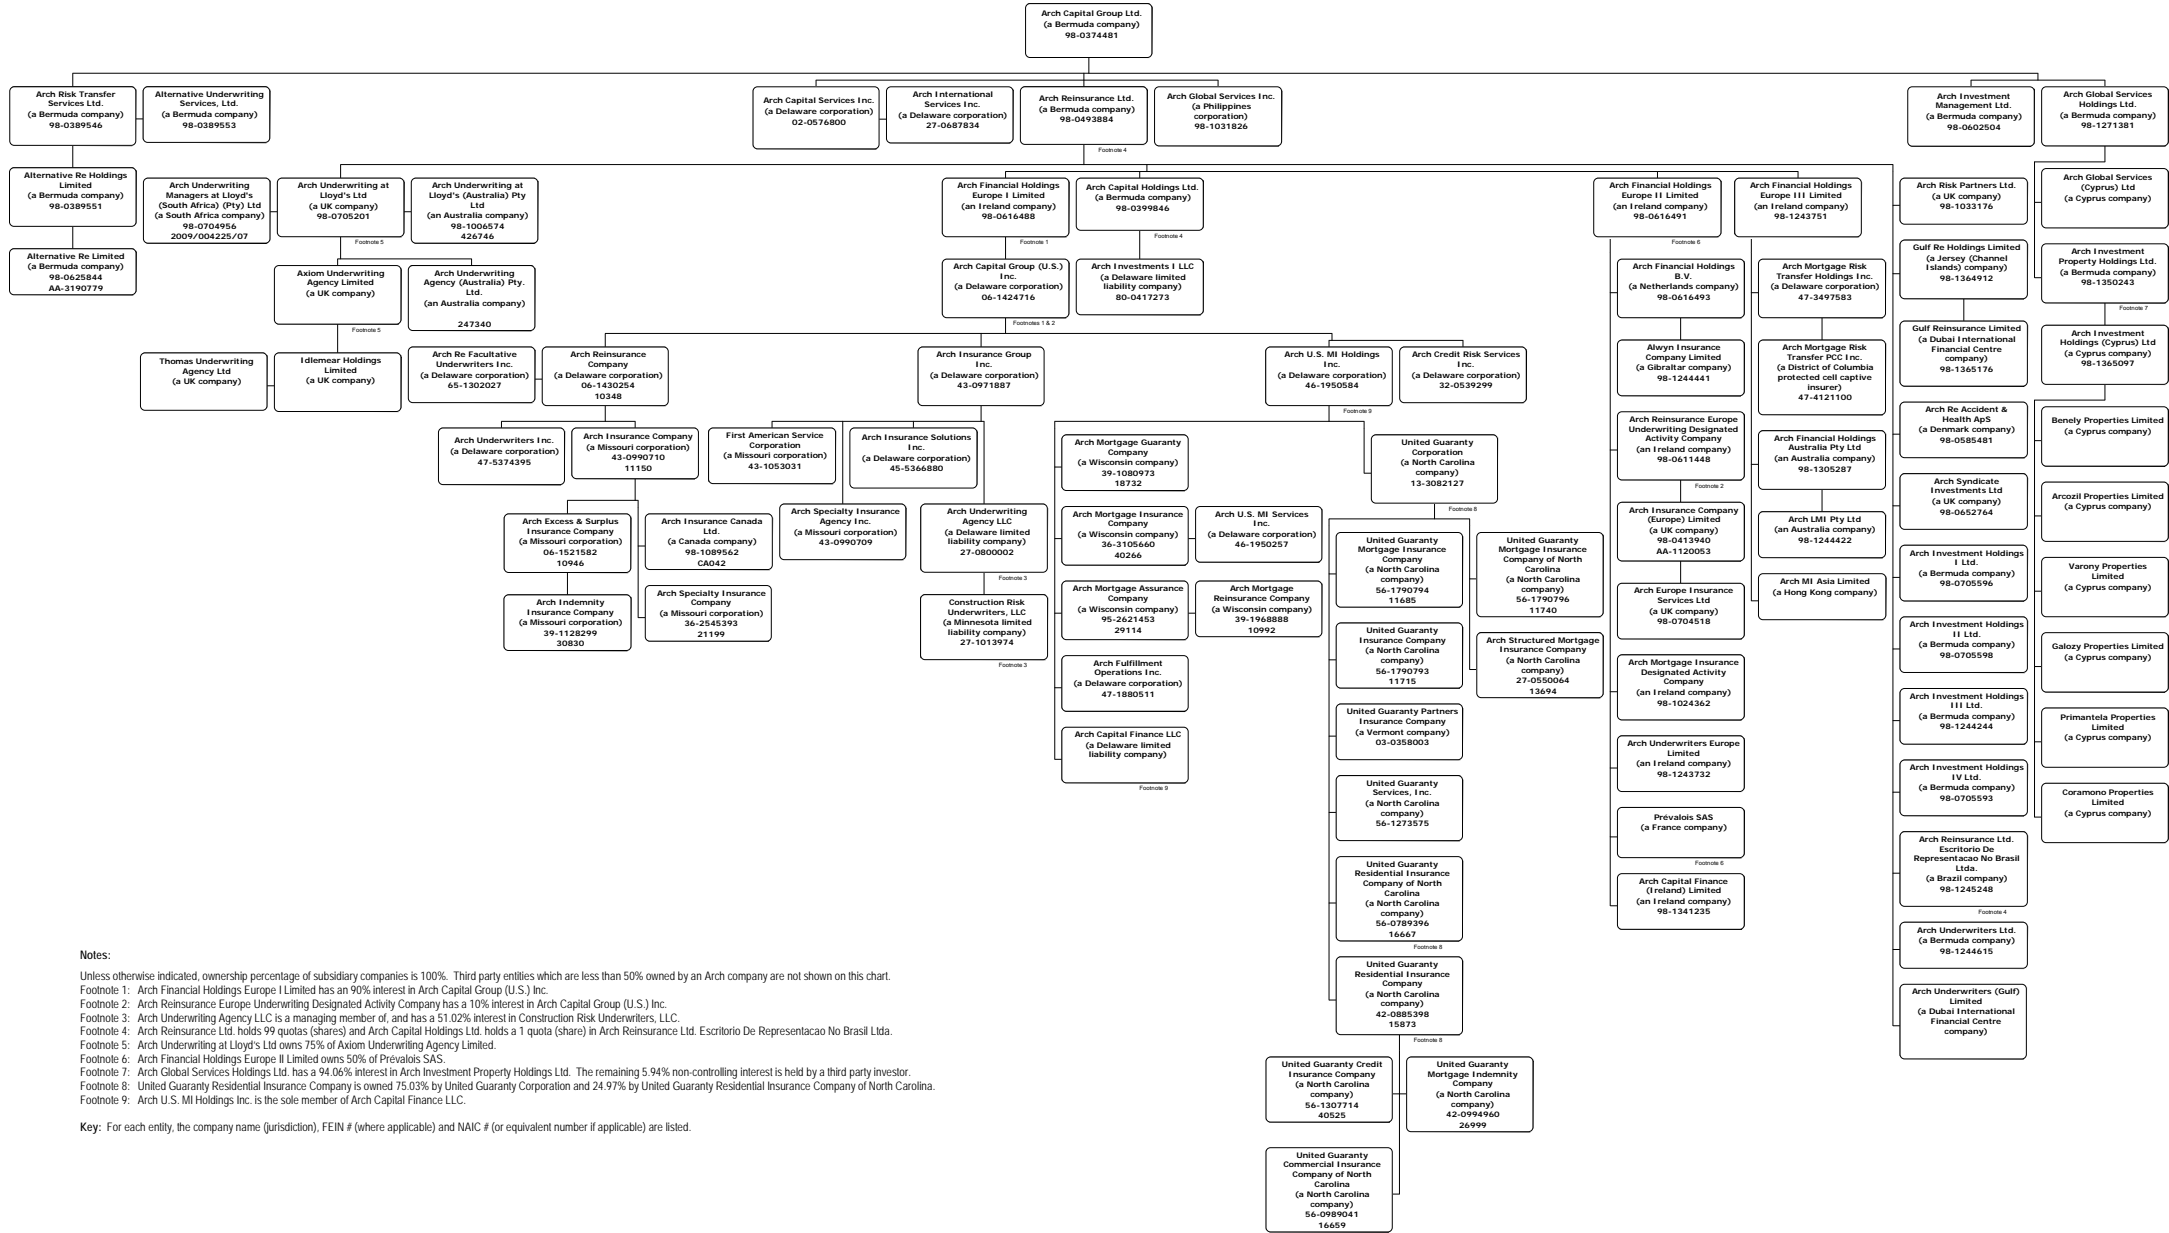 Arch Capital Group Ltd.
(a Bermuda company)
98-0374481
Arch Risk Transfer
Services Ltd.
(a Bermuda company)
98-0389546
Alternative Underwriting
Services, Ltd.
(a Bermuda company)
98-0389553
Arch Capital Services Inc.
(a Delaware corporation)
02-0576800
Arch International
Services Inc.
(a Delaware corporation)
27-0687834
Arch Reinsurance Ltd.
(a Bermuda company)
98-0493884
Footnote 4
Arch Global Services Inc.
(a Philippines
corporation)
98-1031826
Arch Investment
Management Ltd.
(a Bermuda company)
98-0602504
Arch Global Services
Holdings Ltd.
(a Bermuda company)
98-1271381
Alternative Re Holdings
Limited
(a Bermuda company)
98-0389551
Arch Underwriting
Managers at Lloyd's
(South Africa) (Pty) Ltd
(a South Africa company)
98-0704956
2009/004225/07
Arch Underwriting at
Lloyd's Ltd
(a UK company)
98-0705201
Footnote 5
Arch Underwriting at
Lloyd's (Australia) Pty
Ltd
(an Australia company)
98-1006574
426746
Arch Financial Holdings
Europe I Limited
(an Ireland company)
98-0616488
Footnote 1
Arch Capital Holdings Ltd.
(a Bermuda company)
98-0399846
Footnote 4
Arch Financial Holdings
Europe II Limited
(an Ireland company)
98-0616491
Footnote 6
Arch Financial Holdings
Europe III Limited
(an Ireland company)
98-1243751
Arch Risk Partners Ltd.
(a UK company)
98-1033176
Arch Global Services
(Cyprus) Ltd
(a Cyprus company)
Alternative Re Limited
(a Bermuda company)
98-0625844
AA-3190779
Axiom Underwriting
Agency Limited
(a UK company)
Footnote 5
Arch Underwriting
Agency (Australia) Pty.
Ltd.
(an Australia company)
247340
Arch Capital Group (U.S.)
Inc.
(a Delaware corporation)
06-1424716
Footnotes 1 & 2
Arch Investments I LLC
(a Delaware limited
liability company)
80-0417273
Arch Financial Holdings
B.V.
(a Netherlands company)
98-0616493
Arch Mortgage Risk
Transfer Holdings Inc.
(a Delaware corporation)
47-3497583
Gulf Re Holdings Limited
(a Jersey (Channel
Islands) company)
98-1364912
Arch Investment
Property Holdings Ltd.
(a Bermuda company)
98-1350243
Footnote 7
Thomas Underwriting
Agency Ltd
(a UK company)
Idlemear Holdings
Limited
(a UK company)
Arch Re Facultative
Underwriters Inc.
(a Delaware corporation)
65-1302027
Arch Reinsurance
Company
(a Delaware corporation)
06-1430254
10348
Arch Insurance Group
Inc.
(a Delaware corporation)
43-0971887
Arch U.S. MI Holdings
Inc.
(a Delaware corporation)
46-1950584
Footnote 9
Arch Credit Risk Services
Inc.
(a Delaware corporation)
32-0539299
Alwyn Insurance
Company Limited
(a Gibraltar company)
98-1244441
Arch Mortgage Risk
Transfer PCC Inc.
(a District of Columbia
protected cell captive
insurer)
47-4121100
Gulf Reinsurance Limited
(a Dubai International
Financial Centre
company)
98-1365176
Arch Investment
Holdings (Cyprus) Ltd
(a Cyprus company)
98-1365097
Arch Underwriters Inc.
(a Delaware corporation)
47-5374395
Arch Insurance Company
(a Missouri corporation)
43-0990710
11150
First American Service
Corporation
(a Missouri corporation)
43-1053031
Arch Insurance Solutions
Inc.
(a Delaware corporation)
45-5366880
Arch Mortgage Guaranty
Company
(a Wisconsin company)
39-1080973
18732
United Guaranty
Corporation
(a North Carolina
company)
13-3082127
Footnote 8
Arch Reinsurance Europe
Underwriting Designated
Activity Company
(an Ireland company)
98-0611448
Footnote 2
Arch Financial Holdings
Australia Pty Ltd
(an Australia company)
98-1305287
Arch Re Accident &
Health ApS
(a Denmark company)
98-0585481
Benely Properties Limited
(a Cyprus company)
Arch Excess & Surplus
Insurance Company
(a Missouri corporation)
06-1521582
10946
Arch Insurance Canada
Ltd.
(a Canada company)
98-1089562
CA042
Arch Specialty Insurance
Agency Inc.
(a Missouri corporation)
43-0990709
Arch Underwriting
Agency LLC
(a Delaware limited
liability company)
27-0800002
Footnote 3
Arch Mortgage Insurance
Company
(a Wisconsin company)
36-3105660
40266
Arch U.S. MI Services
Inc.
(a Delaware corporation)
46-1950257
United Guaranty
Mortgage Insurance
Company
(a North Carolina
company)
56-1790794
11685
United Guaranty
Mortgage Insurance
Company of North
Carolina
(a North Carolina
company)
56-1790796
11740
Arch Insurance Company
(Europe) Limited
(a UK company)
98-0413940
AA-1120053
Arch LMI Pty Ltd
(an Australia company)
98-1244422
Arch Syndicate
Investments Ltd
(a UK company)
98-0652764
Arcozil Properties Limited
(a Cyprus company)
Arch Indemnity
Insurance Company
(a Missouri corporation)
39-1128299
30830
Arch Specialty Insurance
Company
(a Missouri corporation)
36-2545393
21199
Construction Risk
Underwriters, LLC
(a Minnesota limited
liability company)
27-1013974
Footnote 3
Arch Mortgage Assurance
Company
(a Wisconsin company)
95-2621453
29114
Arch Mortgage
Reinsurance Company
(a Wisconsin company)
39-1968888
10992
United Guaranty
Insurance Company
(a North Carolina
company)
56-1790793
11715
Arch Structured Mortgage
Insurance Company
(a North Carolina
company)
27-0550064
13694
Arch Europe Insurance
Services Ltd
(a UK company)
98-0704518
Arch MI Asia Limited
(a Hong Kong company)
Arch Investment Holdings
I Ltd.
(a Bermuda company)
98-0705596
Varony Properties
Limited
(a Cyprus company)
Arch Fulfillment
Operations Inc.
(a Delaware corporation)
47-1880511
United Guaranty Partners
Insurance Company
(a Vermont company)
03-0358003
Arch Mortgage Insurance
Designated Activity
Company
(an Ireland company)
98-1024362
Arch Investment Holdings
II Ltd.
(a Bermuda company)
98-0705598
Galozy Properties Limited
(a Cyprus company)
Arch Capital Finance LLC
(a Delaware limited
liability company)
Footnote 9
United Guaranty
Services, Inc.
(a North Carolina
company)
56-1273575
Arch Underwriters Europe
Limited
(an Ireland company)
98-1243732
Arch Investment Holdings
III Ltd.
(a Bermuda company)
98-1244244
Primantela Properties
Limited
(a Cyprus company)
United Guaranty
Residential Insurance
Company of North
Carolina
(a North Carolina
company)
56-0789396
16667
Footnote 8
Prévalois SAS
(a France company)
Footnote 6
Arch Investment Holdings
IV Ltd.
(a Bermuda company)
98-0705593
Coramono Properties
Limited
(a Cyprus company)
Arch Capital Finance
(Ireland) Limited
(an Ireland company)
98-1341235
Arch Reinsurance Ltd.
Escritorio De
Representacao No Brasil
Ltda.
(a Brazil company)
98-1245248
Footnote 4
United Guaranty
Residential Insurance
Company
(a North Carolina
company)
42-0885398
15873
Footnote 8
Arch Underwriters Ltd.
(a Bermuda company)
98-1244615
Arch Underwriters (Gulf)
Limited
(a Dubai International
Financial Centre
company)
United Guaranty Credit
Insurance Company
(a North Carolina
company)
56-1307714
40525
United Guaranty
Mortgage Indemnity
Company
(a North Carolina
company)
42-0994960
26999
United Guaranty
Commercial Insurance
Company of North
Carolina
(a North Carolina
company)
56-0989041
16659
Notes:
Unless otherwise indicated, ownership percentage of subsidiary companies is 100%. Third party entities which are less than 50% owned by an Arch company are not shown on this chart.
Footnote 1: Arch Financial Holdings Europe I Limited has an 90% interest in Arch Capital Group (U.S.) Inc.
Footnote 2: Arch Reinsurance Europe Underwriting Designated Activity Company has a 10% interest in Arch Capital Group (U.S.) Inc.
Footnote 3: Arch Underwriting Agency LLC is a managing member of, and has a 51.02% interest in Construction Risk Underwriters, LLC.
Footnote 4: Arch Reinsurance Ltd. holds 99 quotas (shares) and Arch Capital Holdings Ltd. holds a 1 quota (share) in Arch Reinsurance Ltd. Escritorio De Representacao No Brasil Ltda.
Footnote 5: Arch Underwriting at Lloyd's Ltd owns 75% of Axiom Underwriting Agency Limited.
Footnote 6: Arch Financial Holdings Europe II Limited owns 50% of Prévalois SAS.
Footnote 7: Arch Global Services Holdings Ltd. has a 94.06% interest in Arch Investment Property Holdings Ltd. The remaining 5.94% non-controlling interest is held by a third party investor.
Footnote 8: United Guaranty Residential Insurance Company is owned 75.03% by United Guaranty Corporation and 24.97% by United Guaranty Residential Insurance Company of North Carolina.
Footnote 9: Arch U.S. MI Holdings Inc. is the sole member of Arch Capital Finance LLC.
Key: For each entity, the company name (jurisdiction), FEIN # (where applicable) and NAIC # (or equivalent number if applicable) are listed.